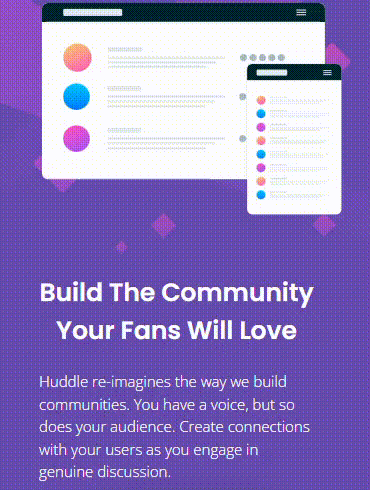 Build The Community
Your Fans Will Love
Huddle re-imagines the way we build
communities. You have a voice, but so
does your audience. Create connections
with your users as you engage in
genuine discussion.